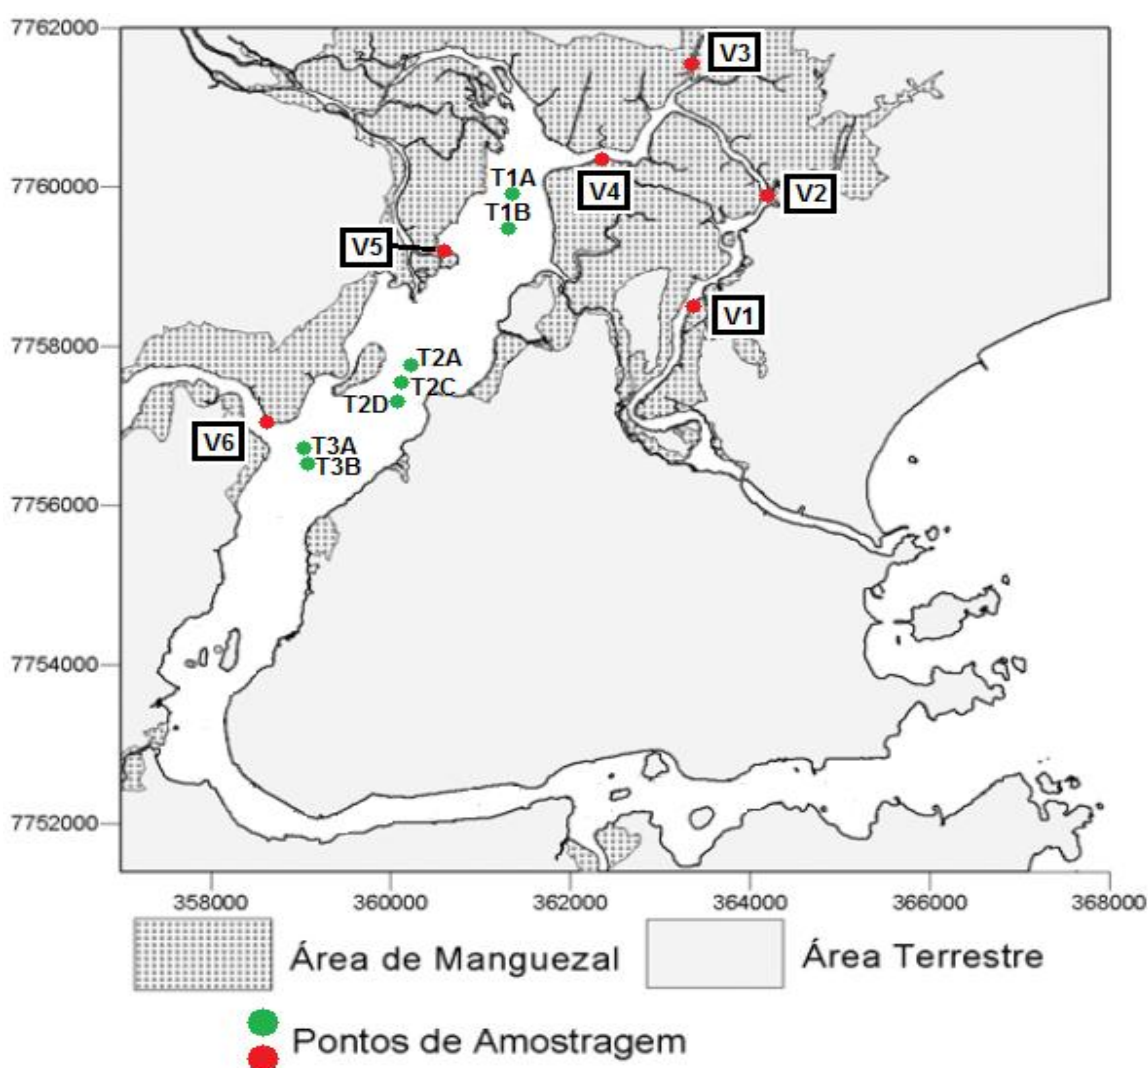 7762000
V3
7760000
T1A
V4
V2
T1B
V5
V1
7758000
T2A
T2C
T2D
V6
T3A
T3B
7756000
7754000
7752000
358000 360000 362000 364000 366000 368000
Área de Manguezal Área Terrestre
Pontos de Amostragem